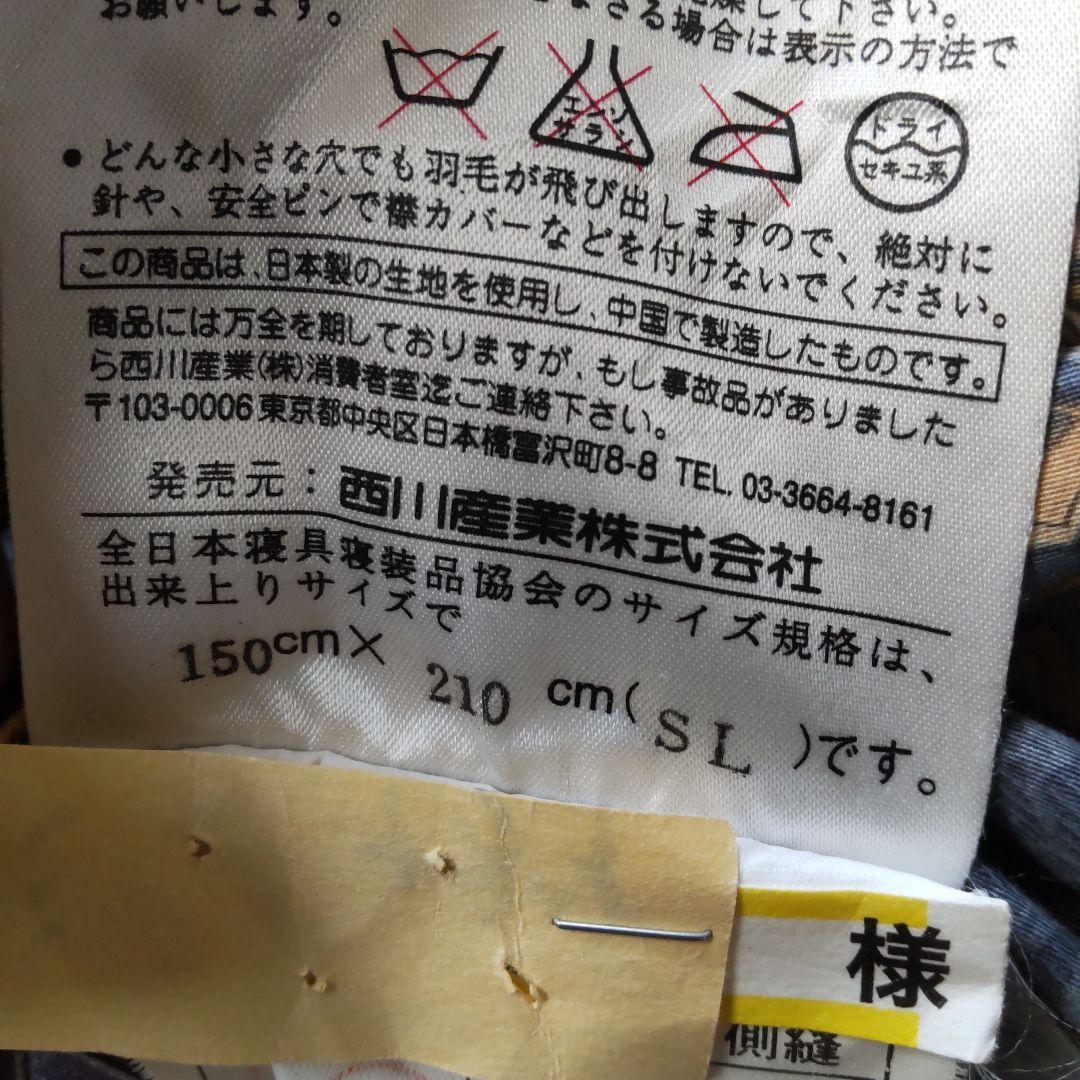 お願いします。
場合は表示の方法で
エンソ
サラシ
ドライ
セキユ系
• どんな小さな穴でも羽毛が飛び出しますので、絶対に
針や、安全ピンで襟カバーなどを付けないでください。
この商品は、日本製の生地を使用し、中国で製造したものです。
商品には万全を期しておりますが、もし事故品がありました
ら西川産業(株)消費者室迄ご連絡下さい。
〒103-0006 東京都中央区日本橋富沢町8-8 TEL. 03-3664-8161
発売元：西川産業株式会社
全日本寝具寝装品協会のサイズ規格は、
出来上りサイズで
150cm× 210 cm(SL)です。
様
側縫